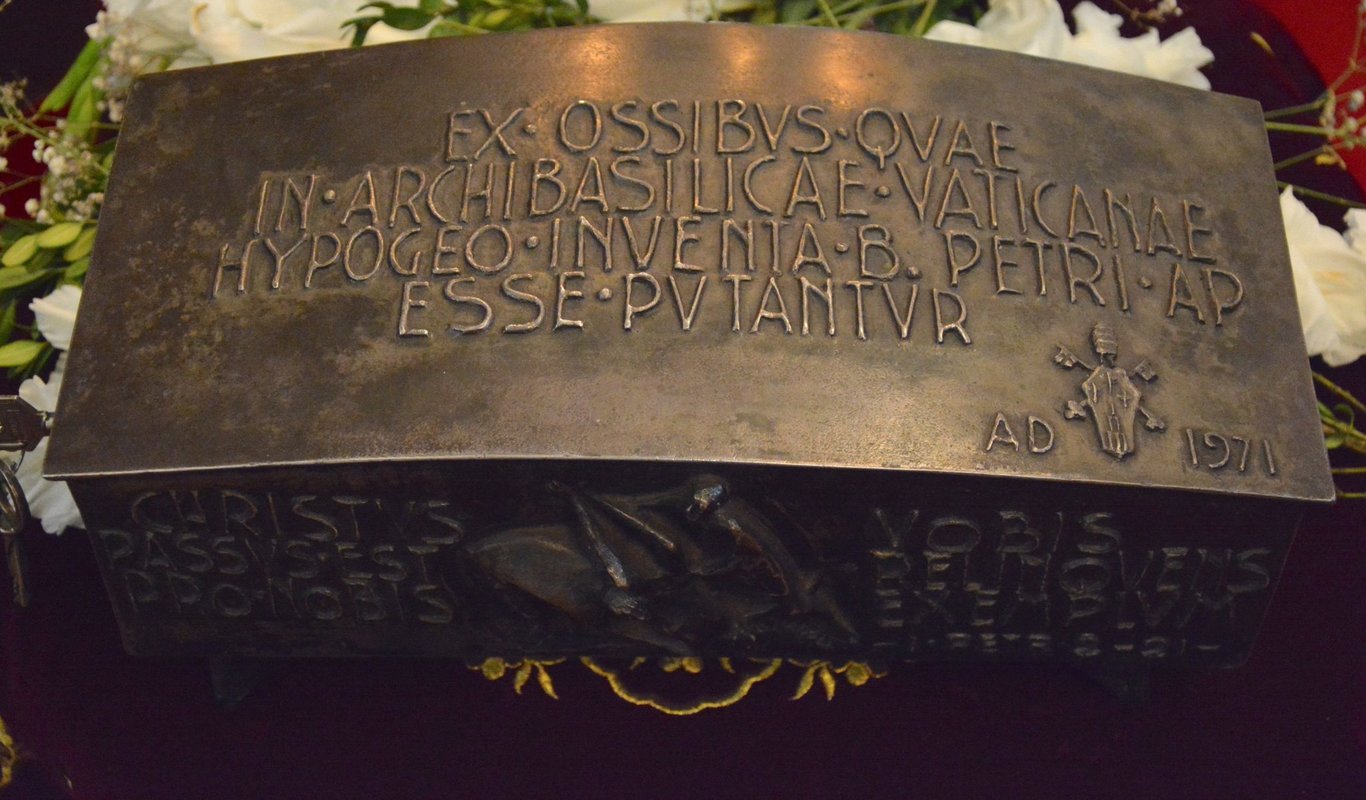 EX · OSSIBVS · QVAE
IN · ARCHIBASILICAE · VATICANAE
HYPOGEO · INVENTA · B. PETRI · AP
ESSE · PVTANTVR
AD 1971
CHRISTVS
PASSVS · EST
PRO · NOBIS
VOBIS
RELINQVENS
EXEMPLVM